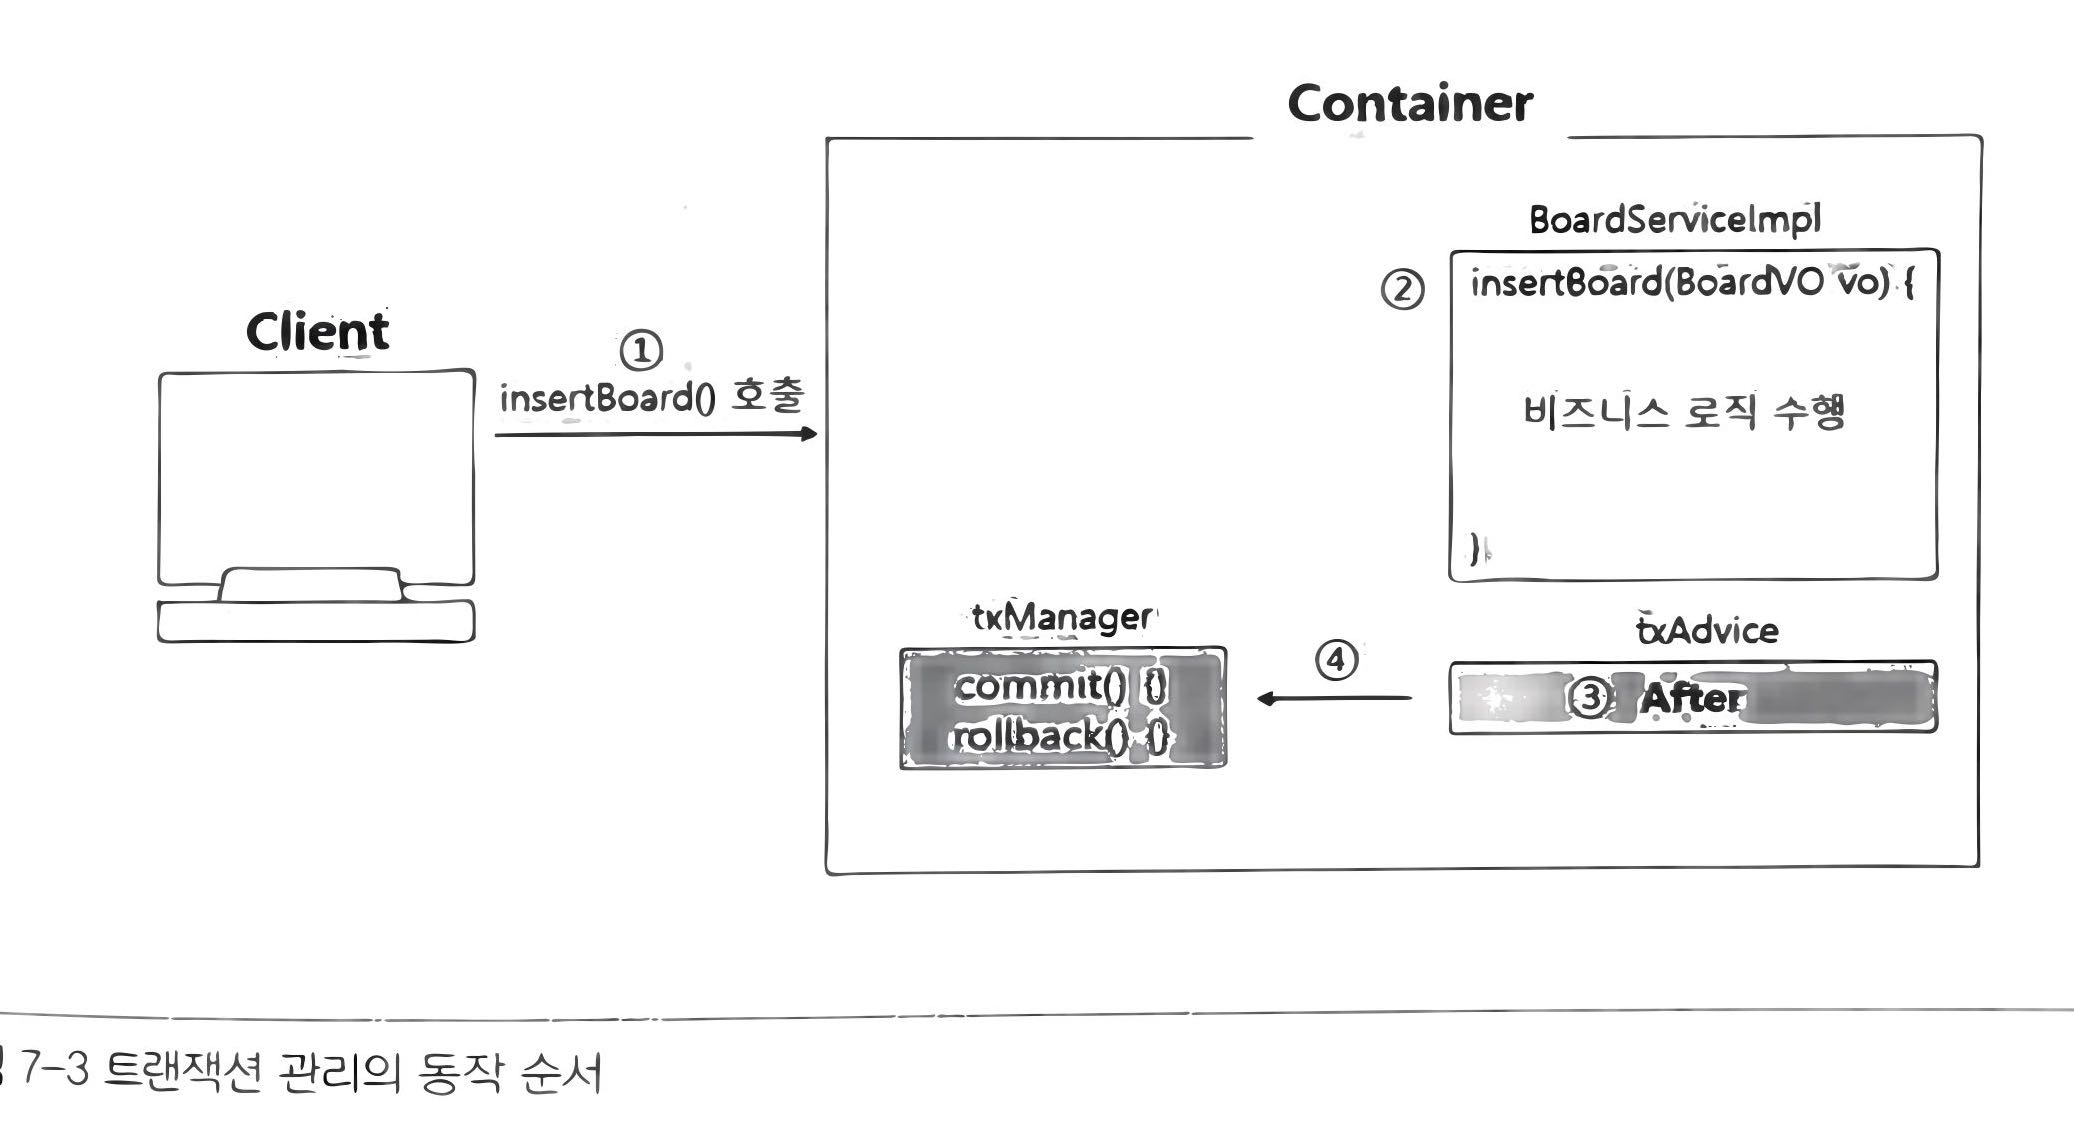 Container
BoardServiceImpl
② insertBoard(BoardVO vo) {
비즈니스 로직 수행
}
Client
①
insertBoard() 호출
txManager
commit() {}
rollback() {}
④
txAdvice
③ After
7-3 트랜잭션 관리의 동작 순서